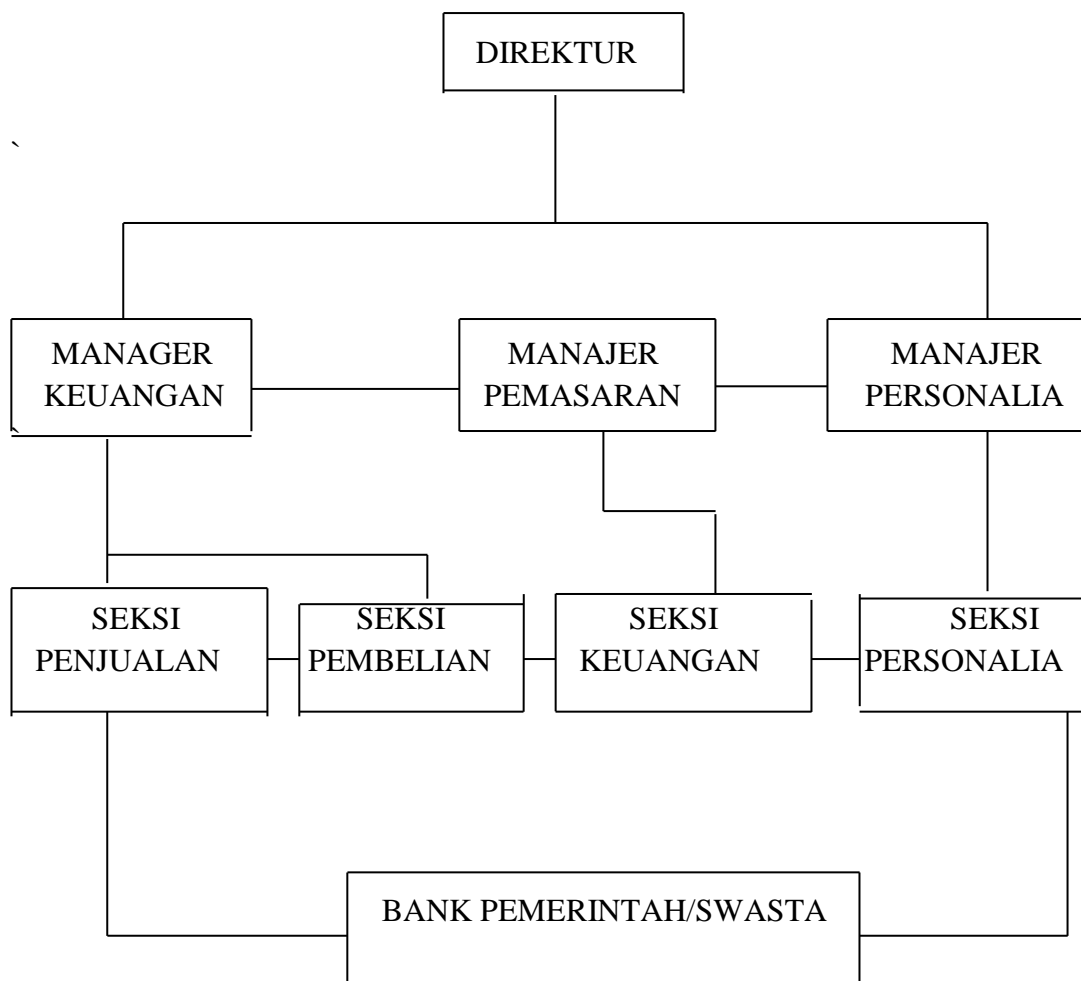 DIREKTUR
`
MANAGER
KEUANGAN
MANAJER
PEMASARAN
MANAJER
PERSONALIA
`
SEKSI
PENJUALAN
SEKSI
PEMBELIAN
SEKSI
KEUANGAN
SEKSI
PERSONALIA
BANK PEMERINTAH/SWASTA